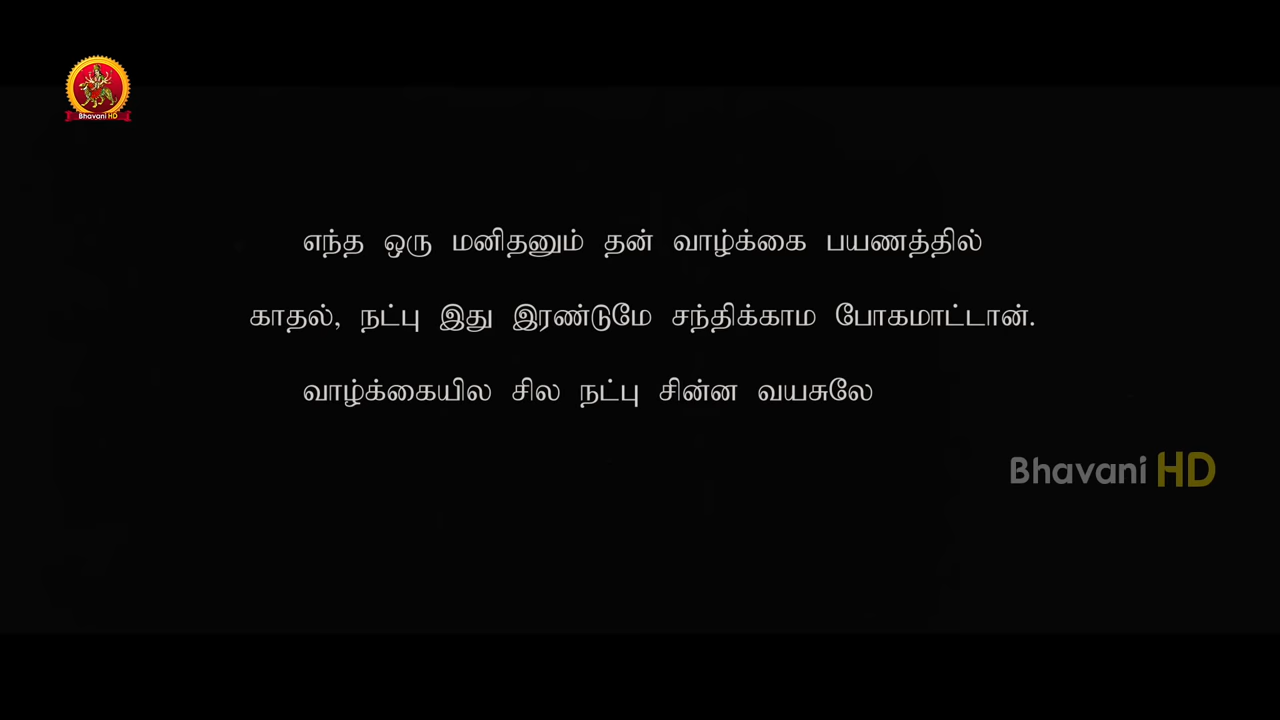 Bhavani HD
எந்த ஒரு மனிதனும் தன் வாழ்க்கை பயணத்தில்
காதல், நட்பு இது இரண்டுமே சந்திக்காம போகமாட்டான்.
வாழ்க்கையில சில நட்பு சின்ன வயசுலே
Bhavani HD